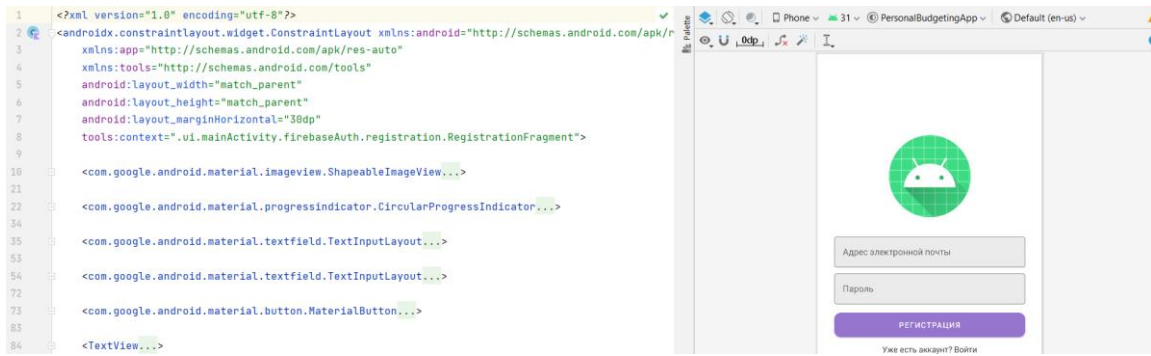 1 <?xml version="1.0" encoding="utf-8"?>
2 <androidx.constraintlayout.widget.ConstraintLayout xmlns:android="http://schemas.android.com/apk/r
3 xmlns:app="http://schemas.android.com/apk/res-auto"
4 xmlns:tools="http://schemas.android.com/tools"
5 android:layout_width="match_parent"
6 android:layout_height="match_parent"
7 android:layout_marginHorizontal="30dp"
8 tools:context=".ui.mainActivity.firebaseAuth.registration.RegistrationFragment">
9
10 <com.google.android.material.imageview.ShapeableImageView...>
21
22 <com.google.android.material.progressindicator.CircularProgressIndicator...>
34
35 <com.google.android.material.textfield.TextInputLayout...>
53
54 <com.google.android.material.textfield.TextInputLayout...>
72
73 <com.google.android.material.button.MaterialButton...>
83
84 <TextView...>
Palette
Phone 31 PersonalBudgetingApp Default (en-us)
0dp
Адрес электронной почты
Пароль
РЕГИСТРАЦИЯ
Уже есть аккаунт? Войти